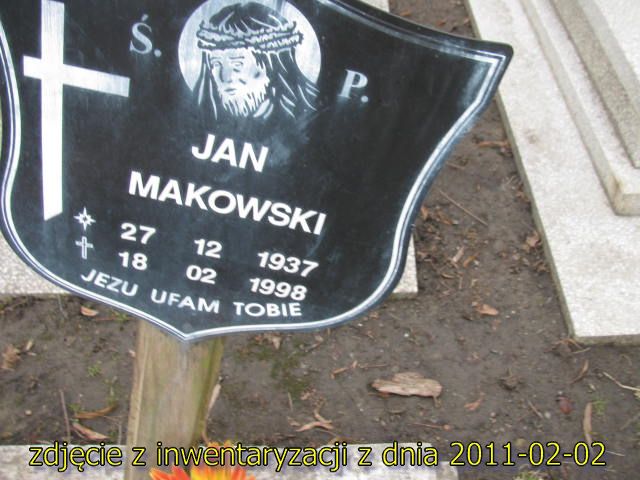 Ś. P.
JAN
MAKOWSKI
27 12 1937
18 02 1998
JEZU UFAM TOBIE
zdjęcie z inwentaryzacji z dnia 2011-02-02